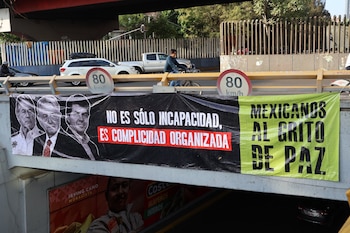 80
80
NO ES SÓLO INCAPACIDAD,
ES COMPLICIDAD ORGANIZADA
MEXICANOS
AL GRITO
DE PAZ